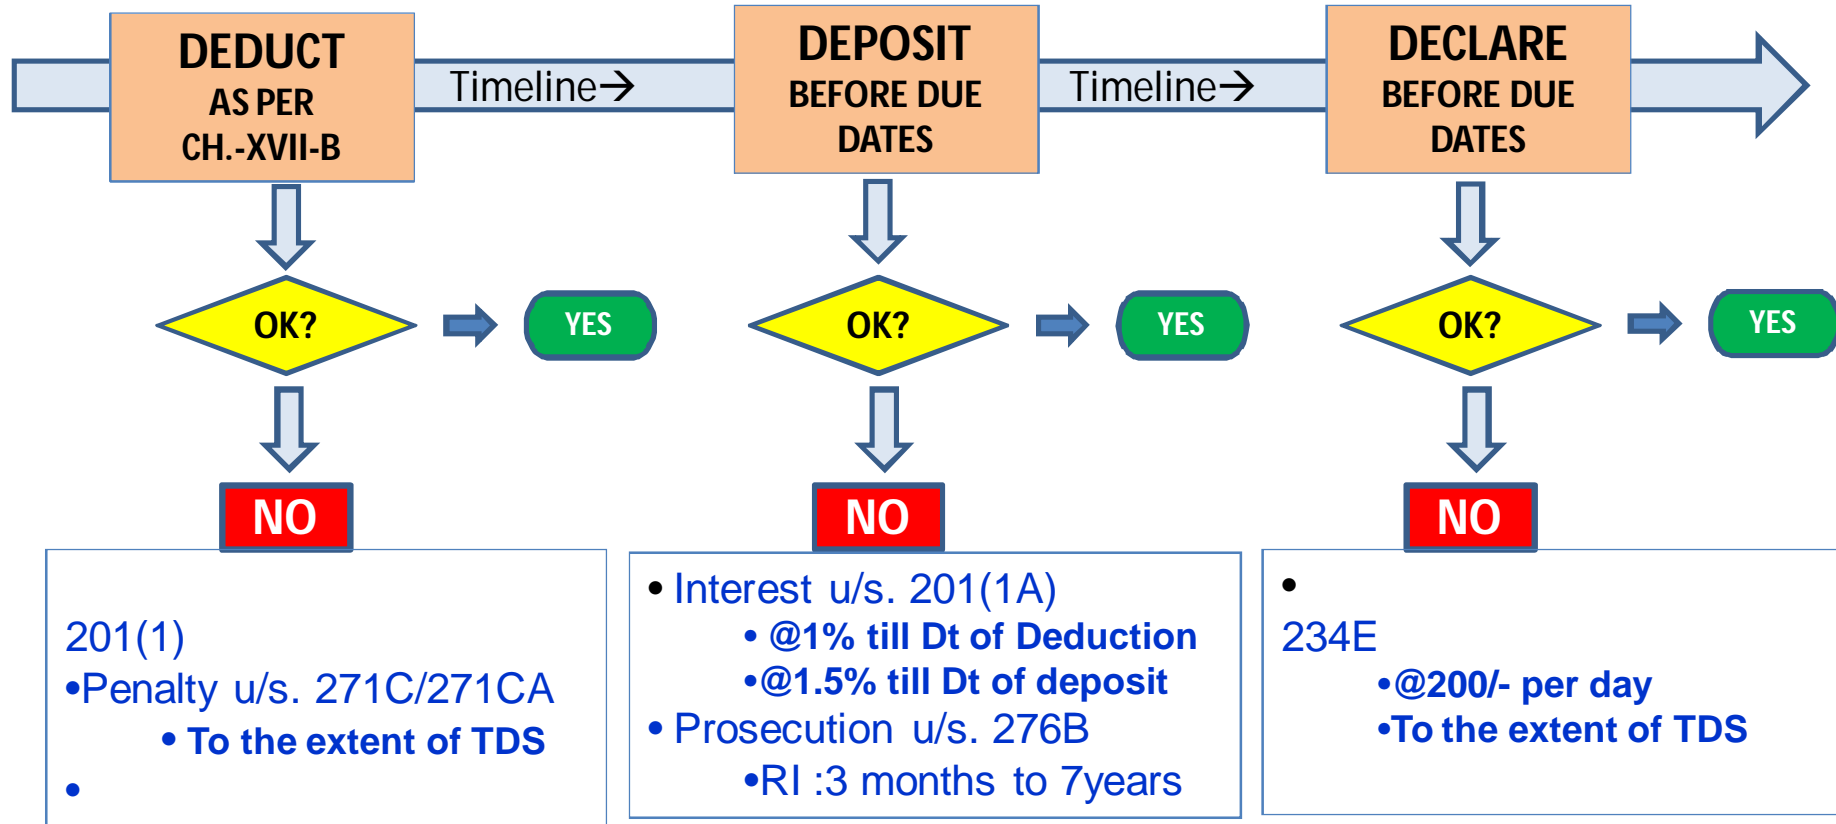 DEDUCT
AS PER
CH.-XVII-B
Timeline→
DEPOSIT
BEFORE DUE
DATES
Timeline→
DECLARE
BEFORE DUE
DATES
OK?
YES
OK?
YES
OK?
YES
NO
NO
NO
201(1)
•Penalty u/s. 271C/271CA
• To the extent of TDS
•
• Interest u/s. 201(1A)
• @1% till Dt of Deduction
•@1.5% till Dt of deposit
• Prosecution u/s. 276B
•RI :3 months to 7years
•
234E
•@200/- per day
•To the extent of TDS